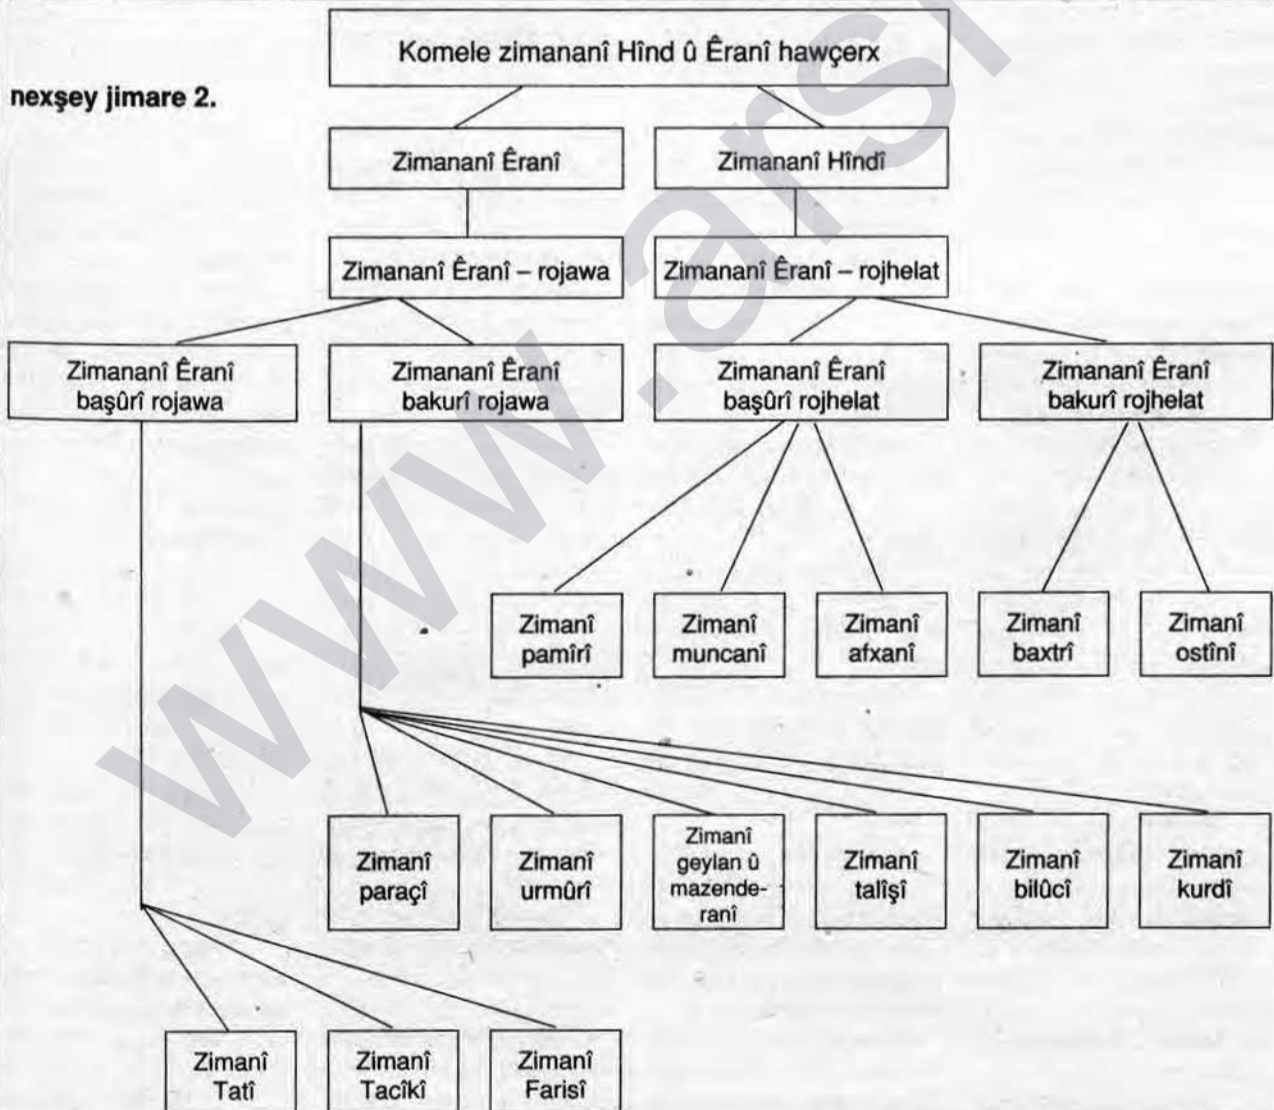 Komele zimananî Hînd û Êranî hawçerx
nexşey jimare 2.
Zimananî Êranî
Zimananî Hîndî
Zimananî Êranî – rojawa
Zimananî Êranî – rojhelat
Zimananî Êranî
başûrî rojawa
Zimananî Êranî
bakurî rojawa
Zimananî Êranî
başûrî rojhelat
Zimananî Êranî
bakurî rojhelat
Zimanî
pamîrî
Zimanî
muncanî
Zimanî
afxanî
Zimanî
baxtrî
Zimanî
ostînî
Zimanî
paraçî
Zimanî
urmûrî
Zimanî
geylan û
mazende-
ranî
Zimanî
talîşî
Zimanî
bilûcî
Zimanî
kurdî
Zimanî
Tatî
Zimanî
Tacîkî
Zimanî
Farisî
www.arsi